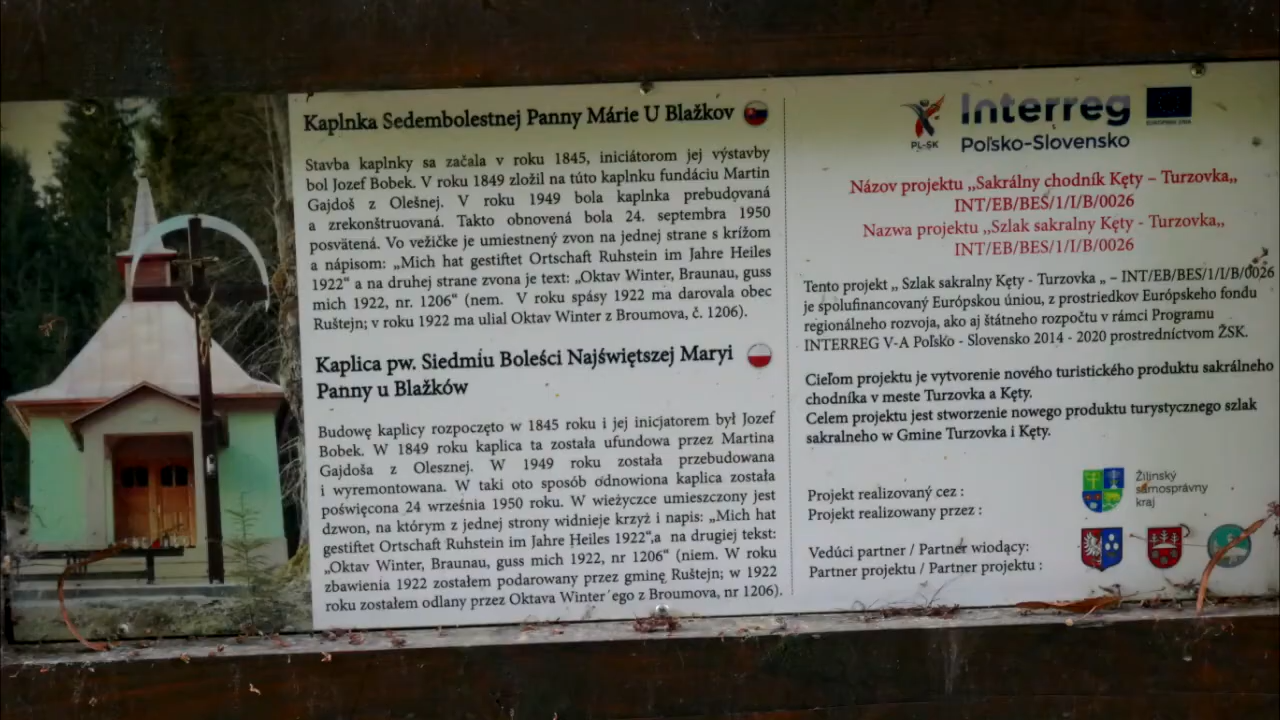 Kaplnka Sedembolestnej Panny Márie U Blažkov
Stavba kaplnky sa začala v roku 1845, iniciátorom jej výstavby
bol Jozef Bobek. V roku 1849 zložil na túto kaplnku fundáciu Martin
Gajdoš z Olešnej. V roku 1949 bola kaplnka prebudovaná
a zrekonštruovaná. Takto obnovená bola 24. septembra 1950
posvätená. Vo vežičke je umiestnený zvon na jednej strane s krížom
a nápisom: „Mich hat gestiftet Ortschaft Ruhstein im Jahre Heiles
1922“ a na druhej strane zvona je text: „Oktav Winter, Braunau, guss
mich 1922, nr. 1206“ (nem. V roku spásy 1922 ma darovala obec
Ruštejn; v roku 1922 ma ulial Oktav Winter z Broumova, č. 1206).
Kaplica pw. Siedmiu Boleści Najświętszej Maryi
Panny u Blažków
Budowę kaplicy rozpoczęto w 1845 roku i jej inicjatorem był Jozef
Bobek. W 1849 roku kaplica ta została ufundowa przez Martina
Gajdoša z Olesznej. W 1949 roku została przebudowana
i wyremontowana. W taki oto sposób odnowiona kaplica została
poświęcona 24 września 1950 roku. W wieżyczce umieszczony jest
dzwon, na którym z jednej strony widnieje krzyż i napis: „Mich hat
gestiftet Ortschaft Ruhstein im Jahre Heiles 1922”,a na drugiej tekst:
„Oktav Winter, Braunau, guss mich 1922, nr 1206“ (niem. W roku
zbawienia 1922 zostałem podarowany przez gminę Ruštejn; w 1922
roku zostałem odlany przez Oktava Winter´ego z Broumova, nr 1206).
PL-SK
Interreg
EUROPSKA ÚNIA
Poľsko-Slovensko
Názov projektu ,,Sakrálny chodník Kęty – Turzovka,,
INT/EB/BES/1/I/B/0026
Nazwa projektu ,,Szlak sakralny Kęty - Turzovka,,
INT/EB/BES/1/I/B/0026
Tento projekt ,, Szlak sakralny Kęty - Turzovka ,, – INT/EB/BES/1/I/B/0026
je spolufinancovaný Európskou úniou, z prostriedkov Európskeho fondu
regionálneho rozvoja, ako aj štátneho rozpočtu v rámci Programu
INTERREG V-A Poľsko - Slovensko 2014 - 2020 prostredníctvom ŽSK.
Cieľom projektu je vytvorenie nového turistického produktu sakrálneho
chodníka v meste Turzovka a Kęty.
Celem projektu jest stworzenie nowego produktu turystycznego szlak
sakralneho w Gmine Turzovka i Kęty.
Projekt realizovaný cez :
Projekt realizowany przez :
Žilinský
samosprávny
kraj
Vedúci partner / Partner wiodący:
Partner projektu / Partner projektu :